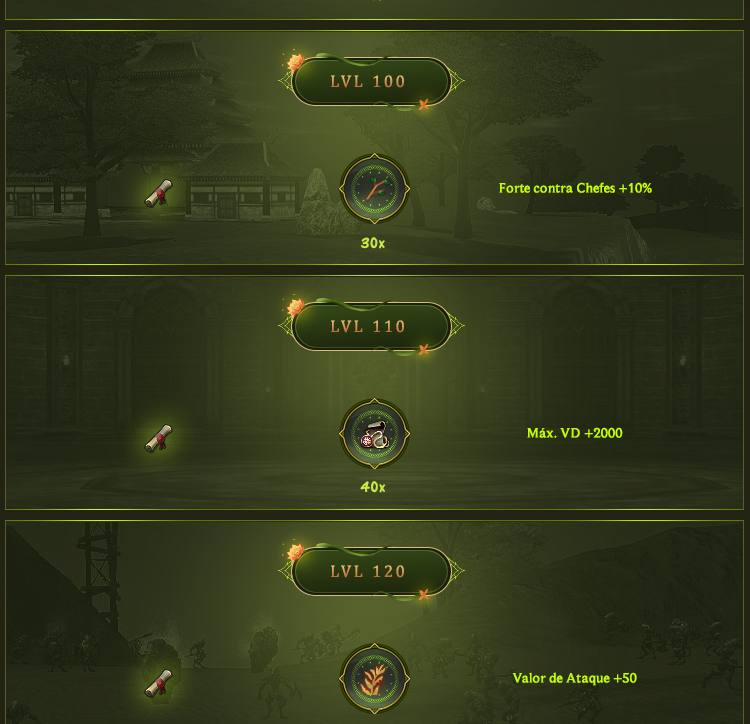 LVL 100
Forte contra Chefes +10%
30x
LVL 110
Máx. VD +2000
40x
LVL 120
Valor de Ataque +50